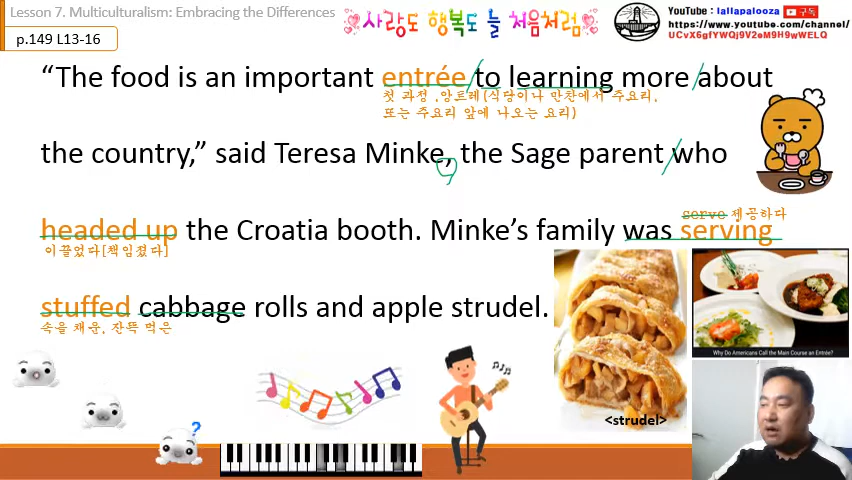 Lesson 7. Multiculturalism: Embracing the Differences
p.149 L13-16
사랑도 행복도 늘 처음처럼
YouTube : lallapalooza 구독
https://www.youtube.com/channel/
UCvX6gfYWQj9V2eM9H9wWELQ
“The food is an important entrée to learning more about
첫 과정 ,앙트레(식당이나 만찬에서 주요리,
또는 주요리 앞에 나오는 요리)
the country,” said Teresa Minke, the Sage parent who
serve 제공하다
headed up the Croatia booth. Minke’s family was serving
이끌었다[책임졌다]
stuffed cabbage rolls and apple strudel.
속을 채운, 잔뜩 먹은
Why Do Americans Call the Main Course an Entrée?
<strudel>
?